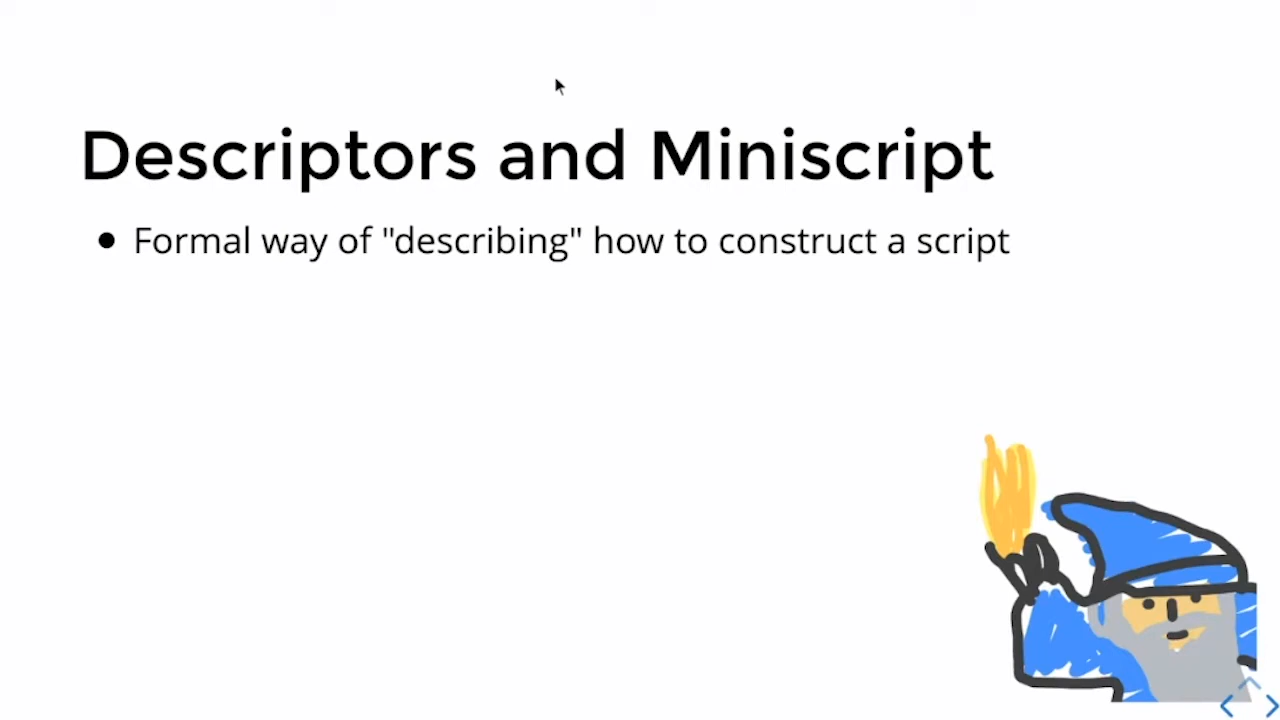 Descriptors and Miniscript
Formal way of "describing" how to construct a script